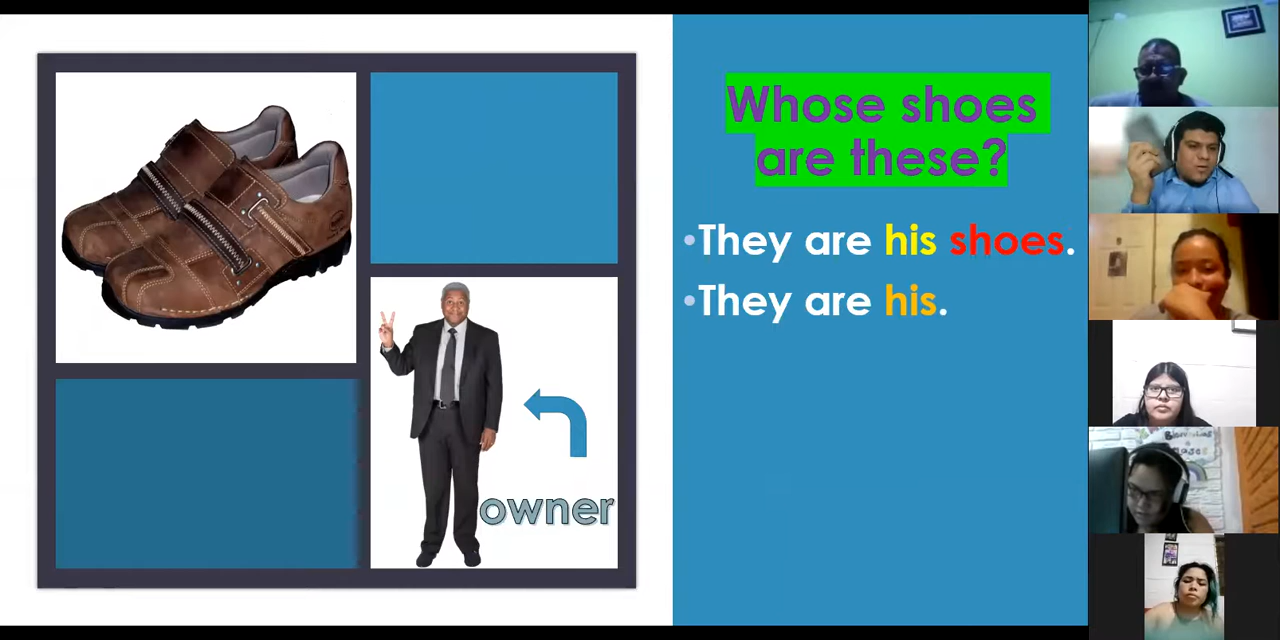 Whose shoes
are these?
•They are his shoes.
•They are his.
owner